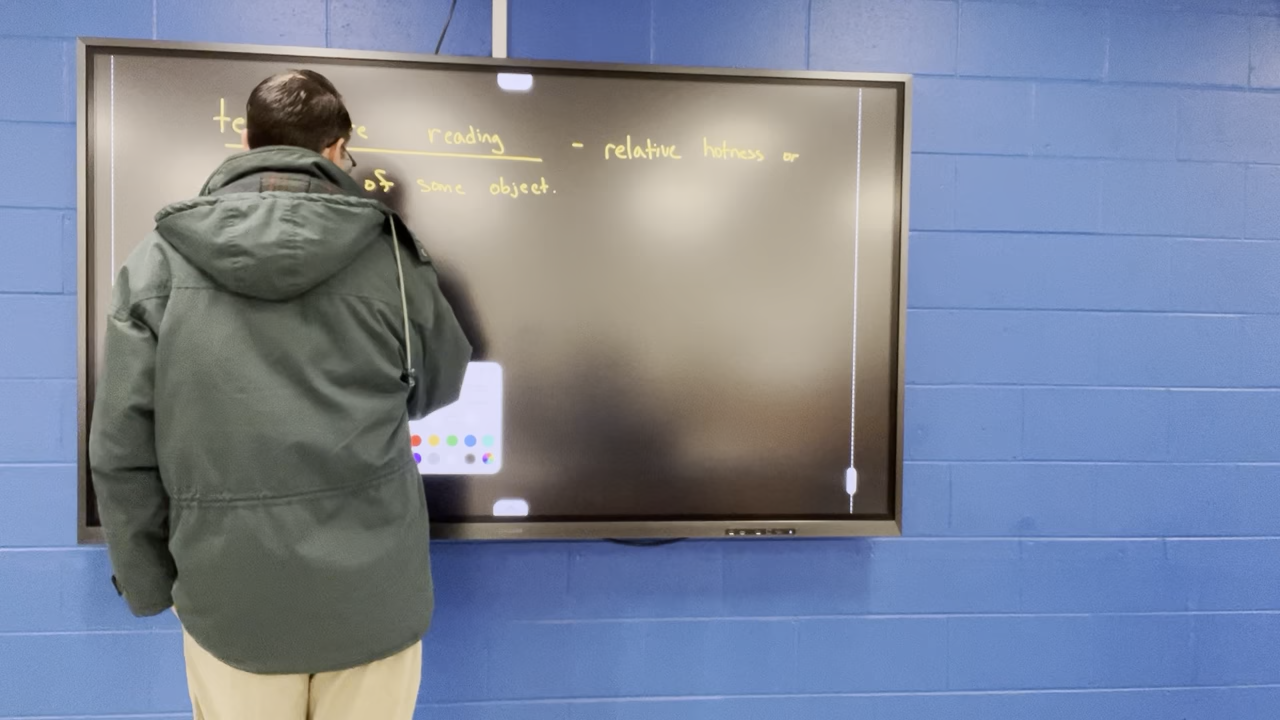 reading - relative hotness or
of some object.